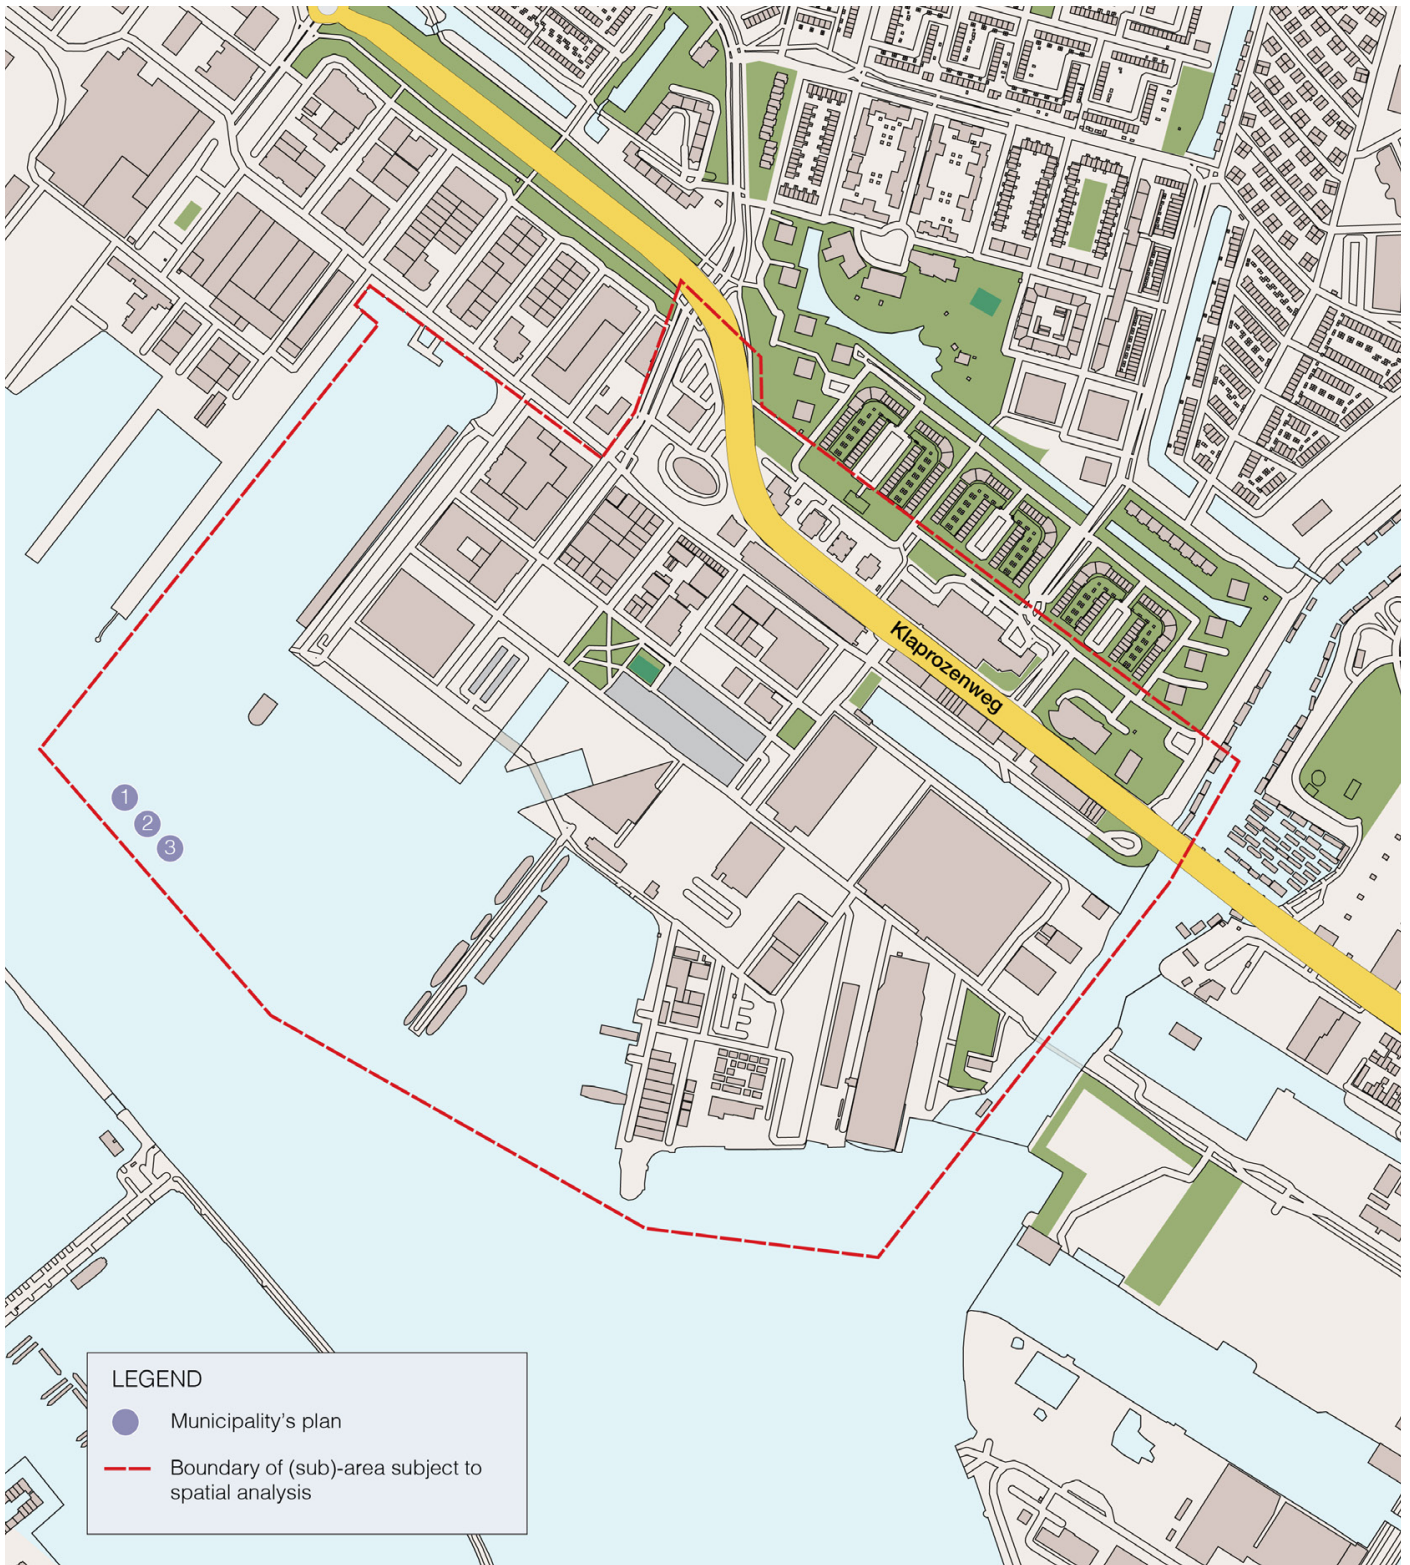 Klaprozenweg
1
2
3
LEGEND
Municipality's plan
Boundary of (sub)-area subject to
spatial analysis